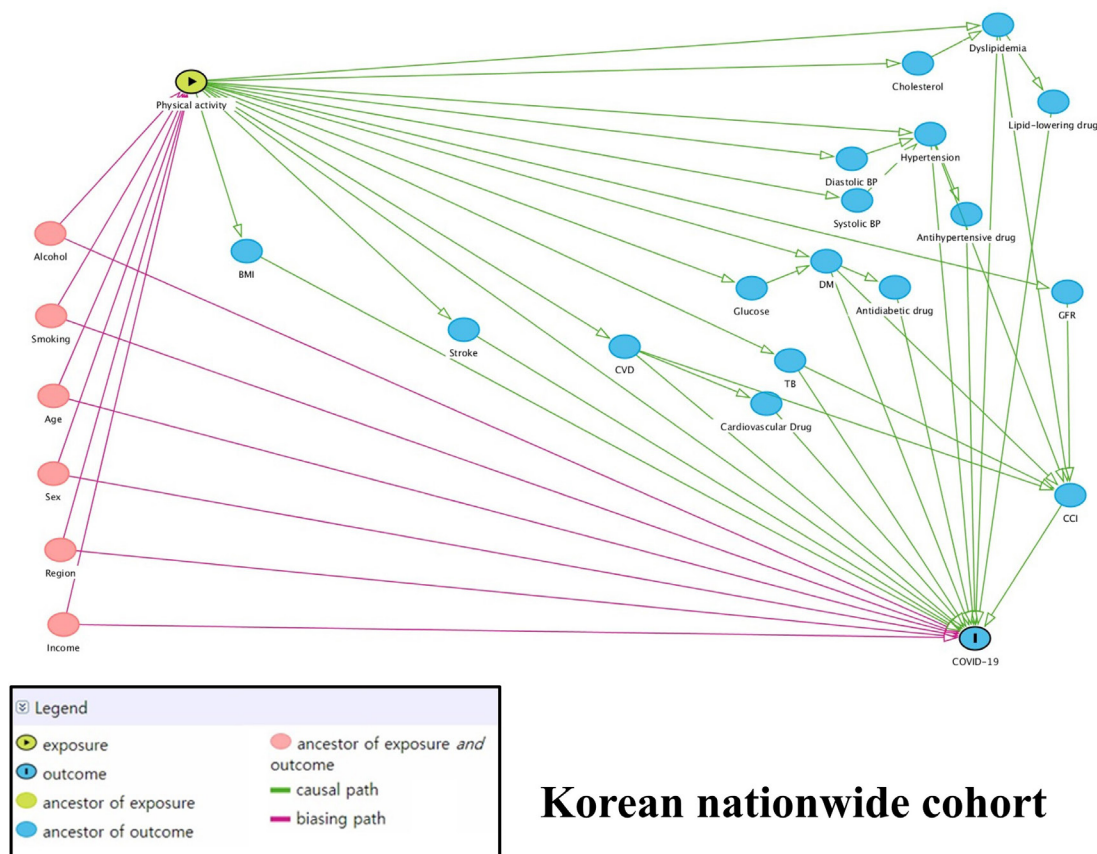 Dyslipidemia
Cholesterol
Physical activity
Lipid-lowering drug
Hypertension
Diastolic BP
Systolic BP
Antihypertensive drug
Alcohol
BMI
DM
Glucose
Antidiabetic drug
GFR
Smoking
Stroke
CVD
TB
Age
Cardiovascular Drug
Sex
CCI
Region
Income
COVID-19
Legend
exposure
outcome
ancestor of exposure
ancestor of outcome
ancestor of exposure and
outcome
causal path
biasing path
Korean nationwide cohort